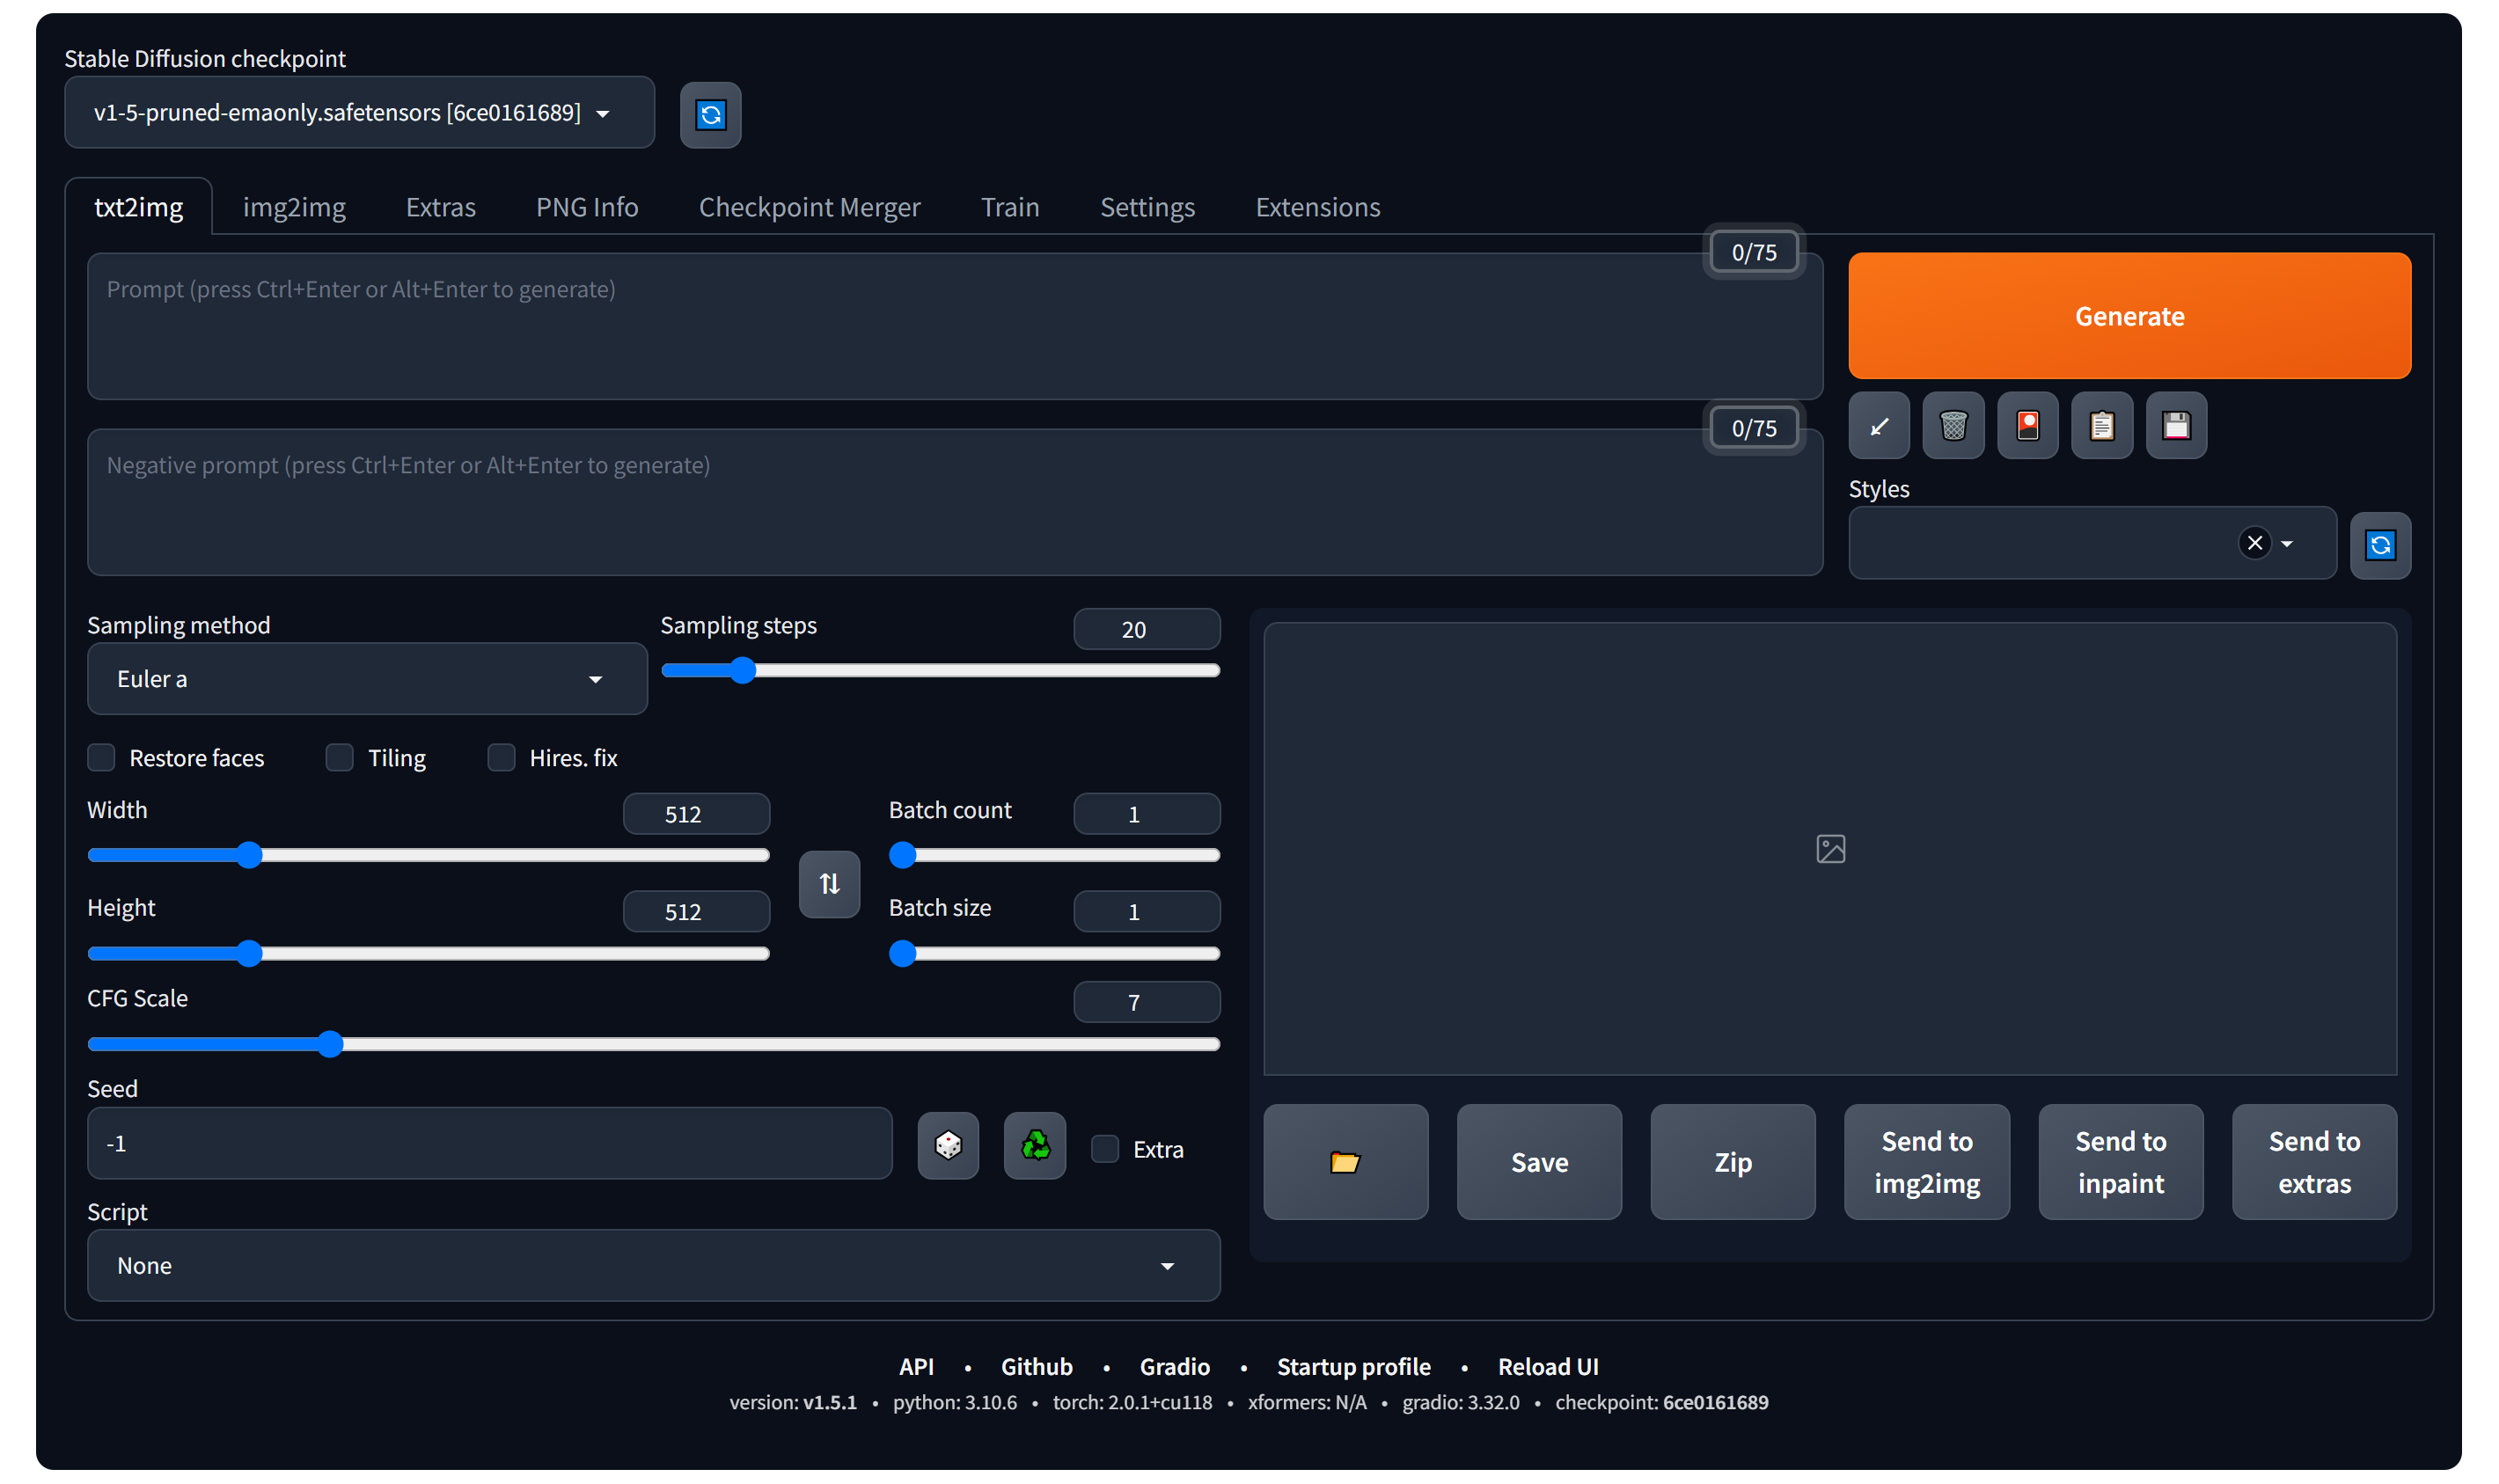 Stable Diffusion checkpoint
v1-5-pruned-emaonly.safetensors [6ce0161689]
txt2img img2img Extras PNG Info Checkpoint Merger Train Settings Extensions
0/75
Prompt (press Ctrl+Enter or Alt+Enter to generate)
Generate
0/75
Negative prompt (press Ctrl+Enter or Alt+Enter to generate)
Styles
Sampling method
Euler a
Sampling steps
20
Restore faces
Tiling
Hires. fix
Width
512
Height
512
Batch count
1
Batch size
1
CFG Scale
7
Seed
-1
Extra
Script
None
Save
Zip
Send to
img2img
Send to
inpaint
Send to
extras
API • Github • Gradio • Startup profile • Reload UI
version: v1.5.1 • python: 3.10.6 • torch: 2.0.1+cu118 • xformers: N/A • gradio: 3.32.0 • checkpoint: 6ce0161689